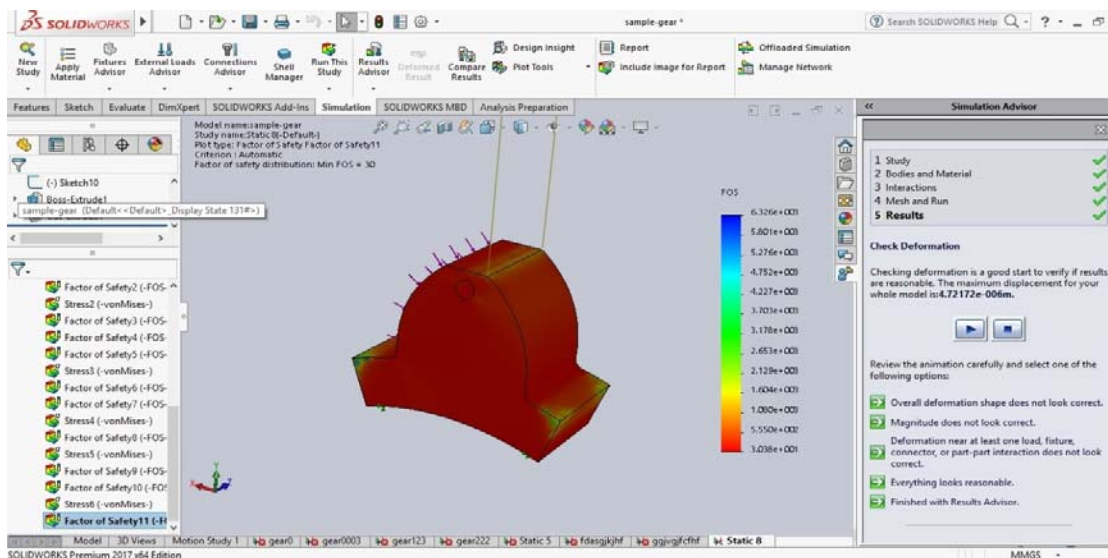 SOLIDWORKS
sample-gear *
Search SOLIDWORKS Help
New Study
Apply Material
Fixtures Advisor
External Loads Advisor
Connections Advisor
Shell Manager
Run This Study
Results Advisor
Deformed Result
Compare Results
Design Insight
Plot Tools
Report
Include Image for Report
Offloaded Simulation
Manage Network
Features
Sketch
Evaluate
DimXpert
SOLIDWORKS Add-Ins
Simulation
SOLIDWORKS MBD
Analysis Preparation
Model name:sample-gear
Study name:Static 8(-Default-)
Plot type: Factor of Safety Factor of Safety11
Criterion : Automatic
Factor of safety distribution: Min FOS = 30
(-) Sketch10
Boss-Extrude1
sample-gear (Default<<Default>_Display State 131#>)
Factor of Safety2 (-FOS-
Stress2 (-vonMises-)
Factor of Safety3 (-FOS-
Factor of Safety4 (-FOS-
Factor of Safety5 (-FOS-
Stress3 (-vonMises-)
Factor of Safety6 (-FOS-
Factor of Safety7 (-FOS-
Stress4 (-vonMises-)
Factor of Safety8 (-FOS-
Stress5 (-vonMises-)
Factor of Safety9 (-FOS-
Factor of Safety10 (-FOS
Stress6 (-vonMises-)
Factor of Safety11 (-F
FOS
6.326e+003
5.801e+003
5.276e+003
4.752e+003
4.227e+003
3.703e+003
3.178e+003
2.653e+003
2.129e+003
1.604e+003
1.080e+003
5.550e+002
3.038e+001
Simulation Advisor
1 Study
2 Bodies and Material
3 Interactions
4 Mesh and Run
5 Results
Check Deformation
Checking deformation is a good start to verify if results
are reasonable. The maximum displacement for your
whole model is:4.72172e-006m.
Review the animation carefully and select one of the
following options:
Overall deformation shape does not look correct.
Magnitude does not look correct.
Deformation near at least one load, fixture,
connector, or part-part interaction does not look
correct.
Everything looks reasonable.
Finished with Results Advisor.
Model
3D Views
Motion Study 1
gear0
gear0003
gear123
gear222
Static 5
fdasgjkjhf
ggjvgjfcfhf
Static 8
SOLIDWORKS Premium 2017 x64 Edition
MMGS